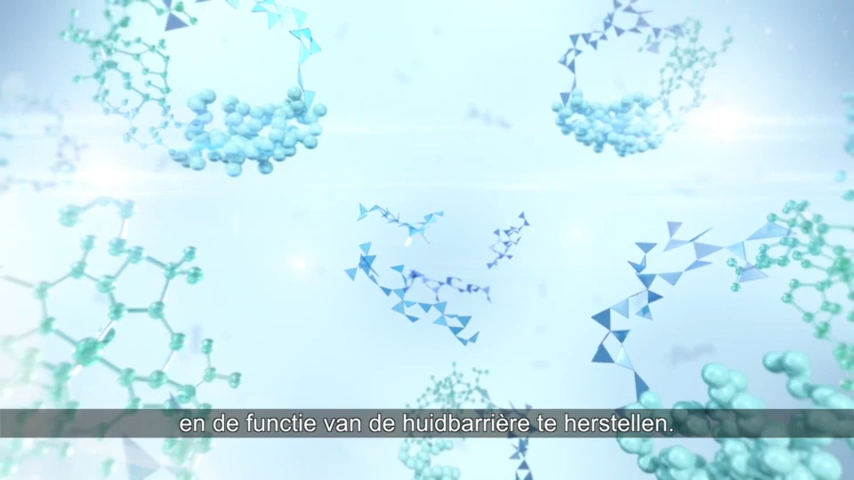 en de functie van de huidbarrière te herstellen.